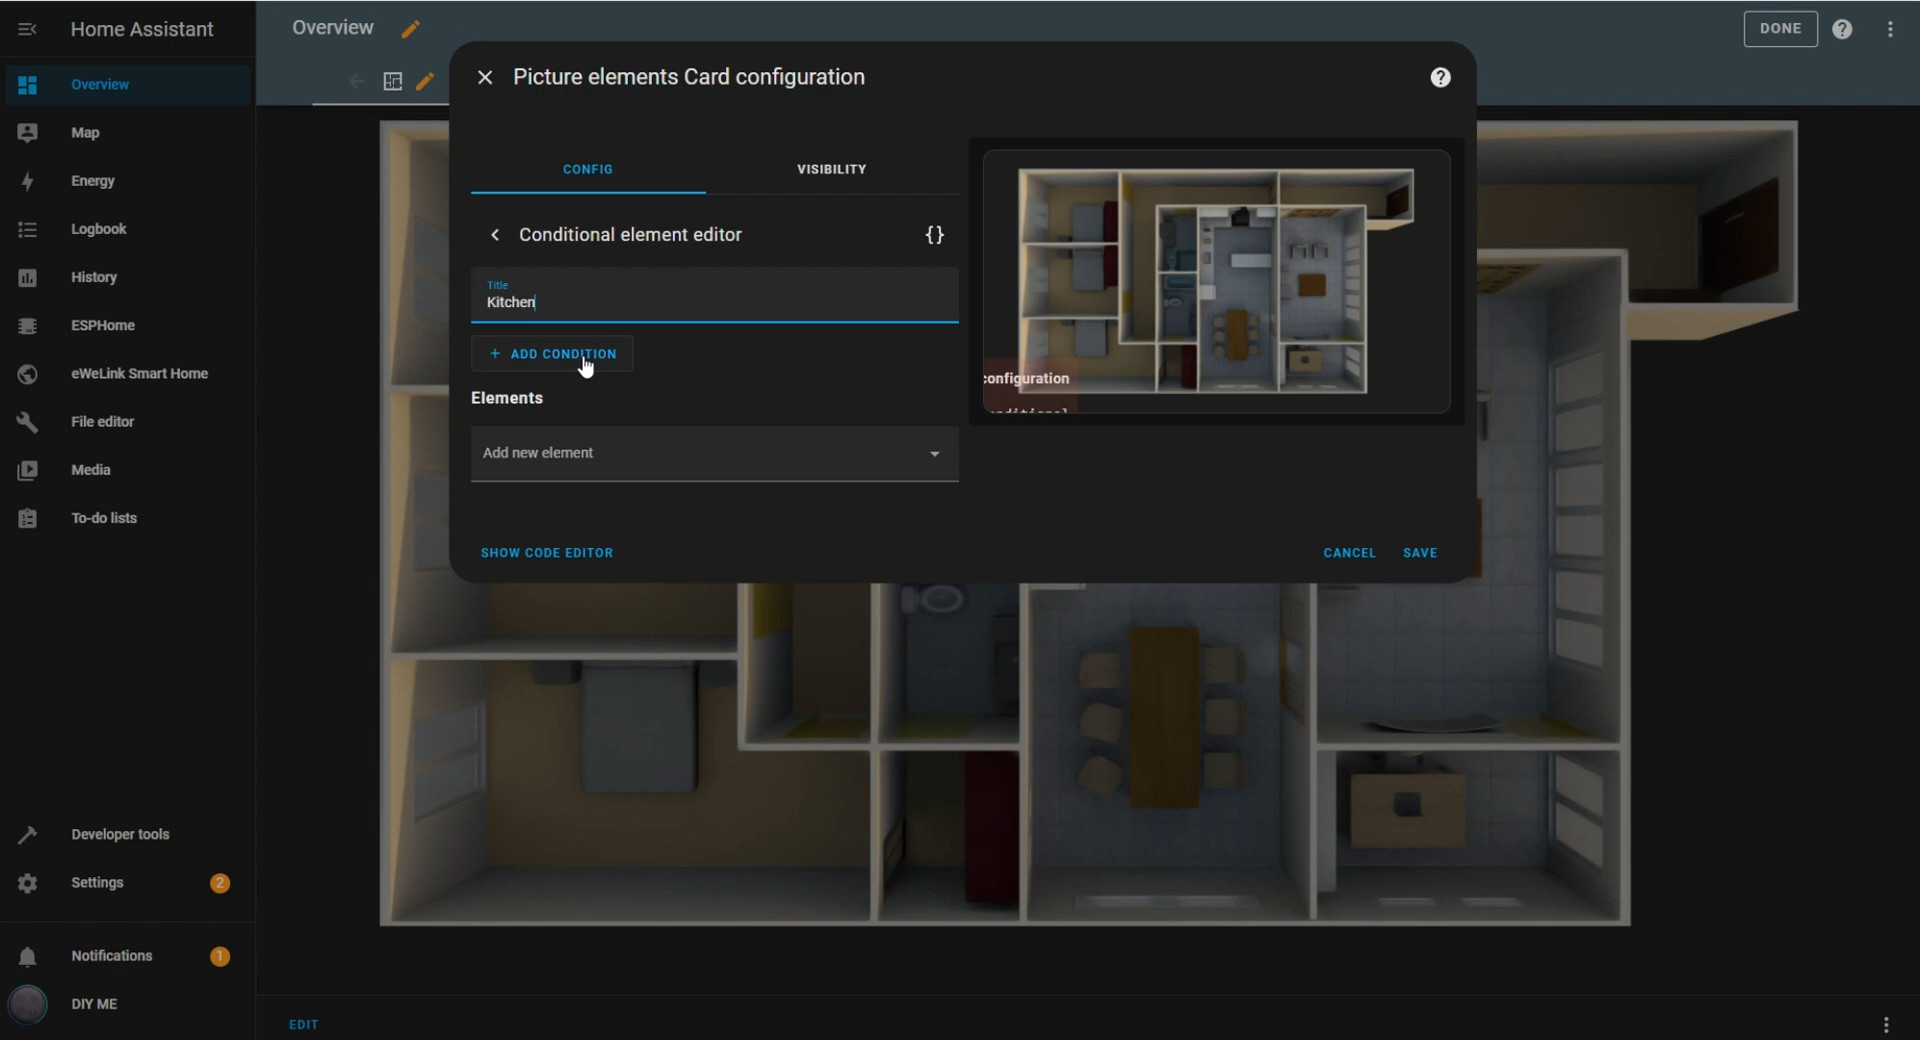 Home Assistant
Overview
DONE
Overview
Map
Energy
Logbook
History
ESPHome
eWeLink Smart Home
File editor
Media
To-do lists
Developer tools
Settings
2
Notifications
1
DIY ME
Picture elements Card configuration
CONFIG
VISIBILITY
Conditional element editor
{}
Title
Kitchen
+ ADD CONDITION
Elements
Add new element
configuration
SHOW CODE EDITOR
CANCEL
SAVE
EDIT